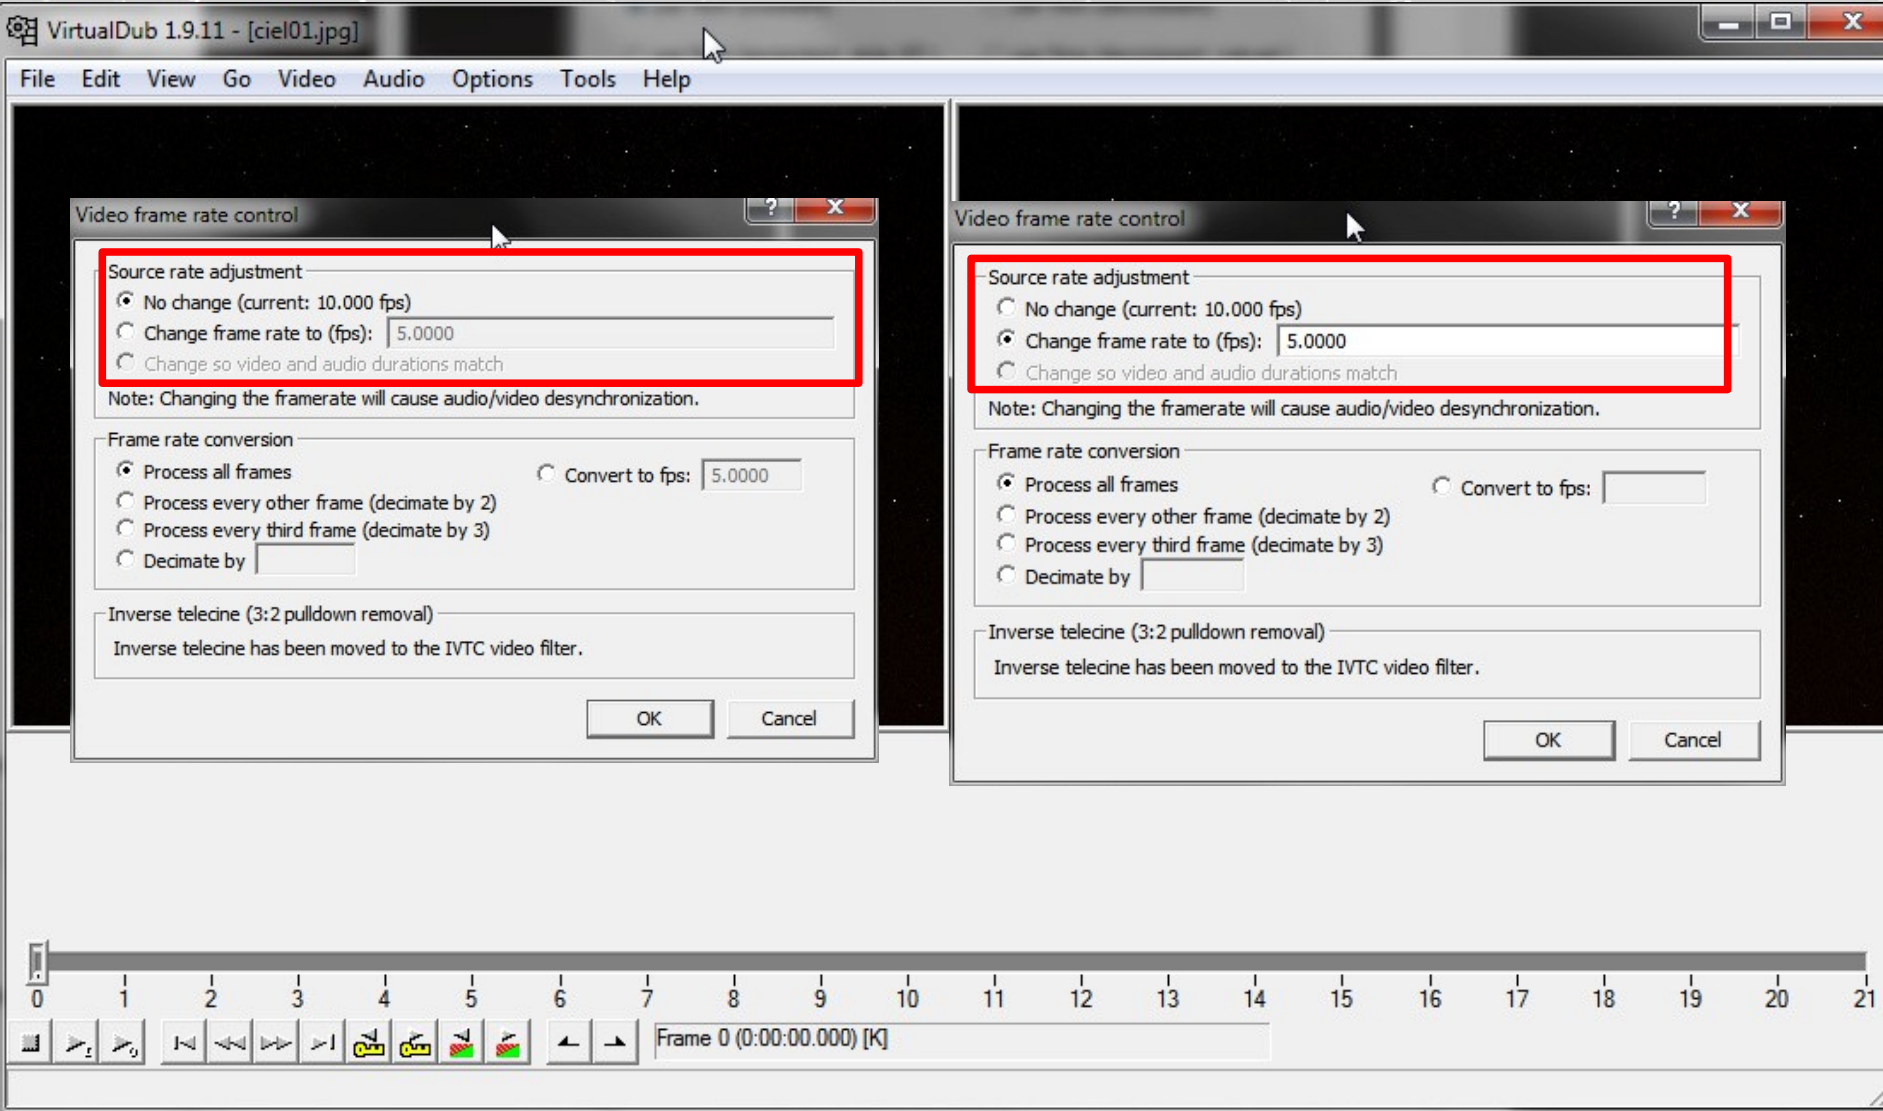 VirtualDub 1.9.11 - [ciel01.jpg]
File Edit View Go Video Audio Options Tools Help
Video frame rate control
Source rate adjustment
No change (current: 10.000 fps)
Change frame rate to (fps): 5.0000
Change so video and audio durations match
Note: Changing the framerate will cause audio/video desynchronization.
Frame rate conversion
Process all frames
Convert to fps: 5.0000
Process every other frame (decimate by 2)
Process every third frame (decimate by 3)
Decimate by
Inverse telecine (3:2 pulldown removal)
Inverse telecine has been moved to the IVTC video filter.
OK Cancel
Video frame rate control
Source rate adjustment
No change (current: 10.000 fps)
Change frame rate to (fps): 5.0000
Change so video and audio durations match
Note: Changing the framerate will cause audio/video desynchronization.
Frame rate conversion
Process all frames
Convert to fps:
Process every other frame (decimate by 2)
Process every third frame (decimate by 3)
Decimate by
Inverse telecine (3:2 pulldown removal)
Inverse telecine has been moved to the IVTC video filter.
OK Cancel
0 1 2 3 4 5 6 7 8 9 10 11 12 13 14 15 16 17 18 19 20 21
Frame 0 (0:00:00.000) [K]